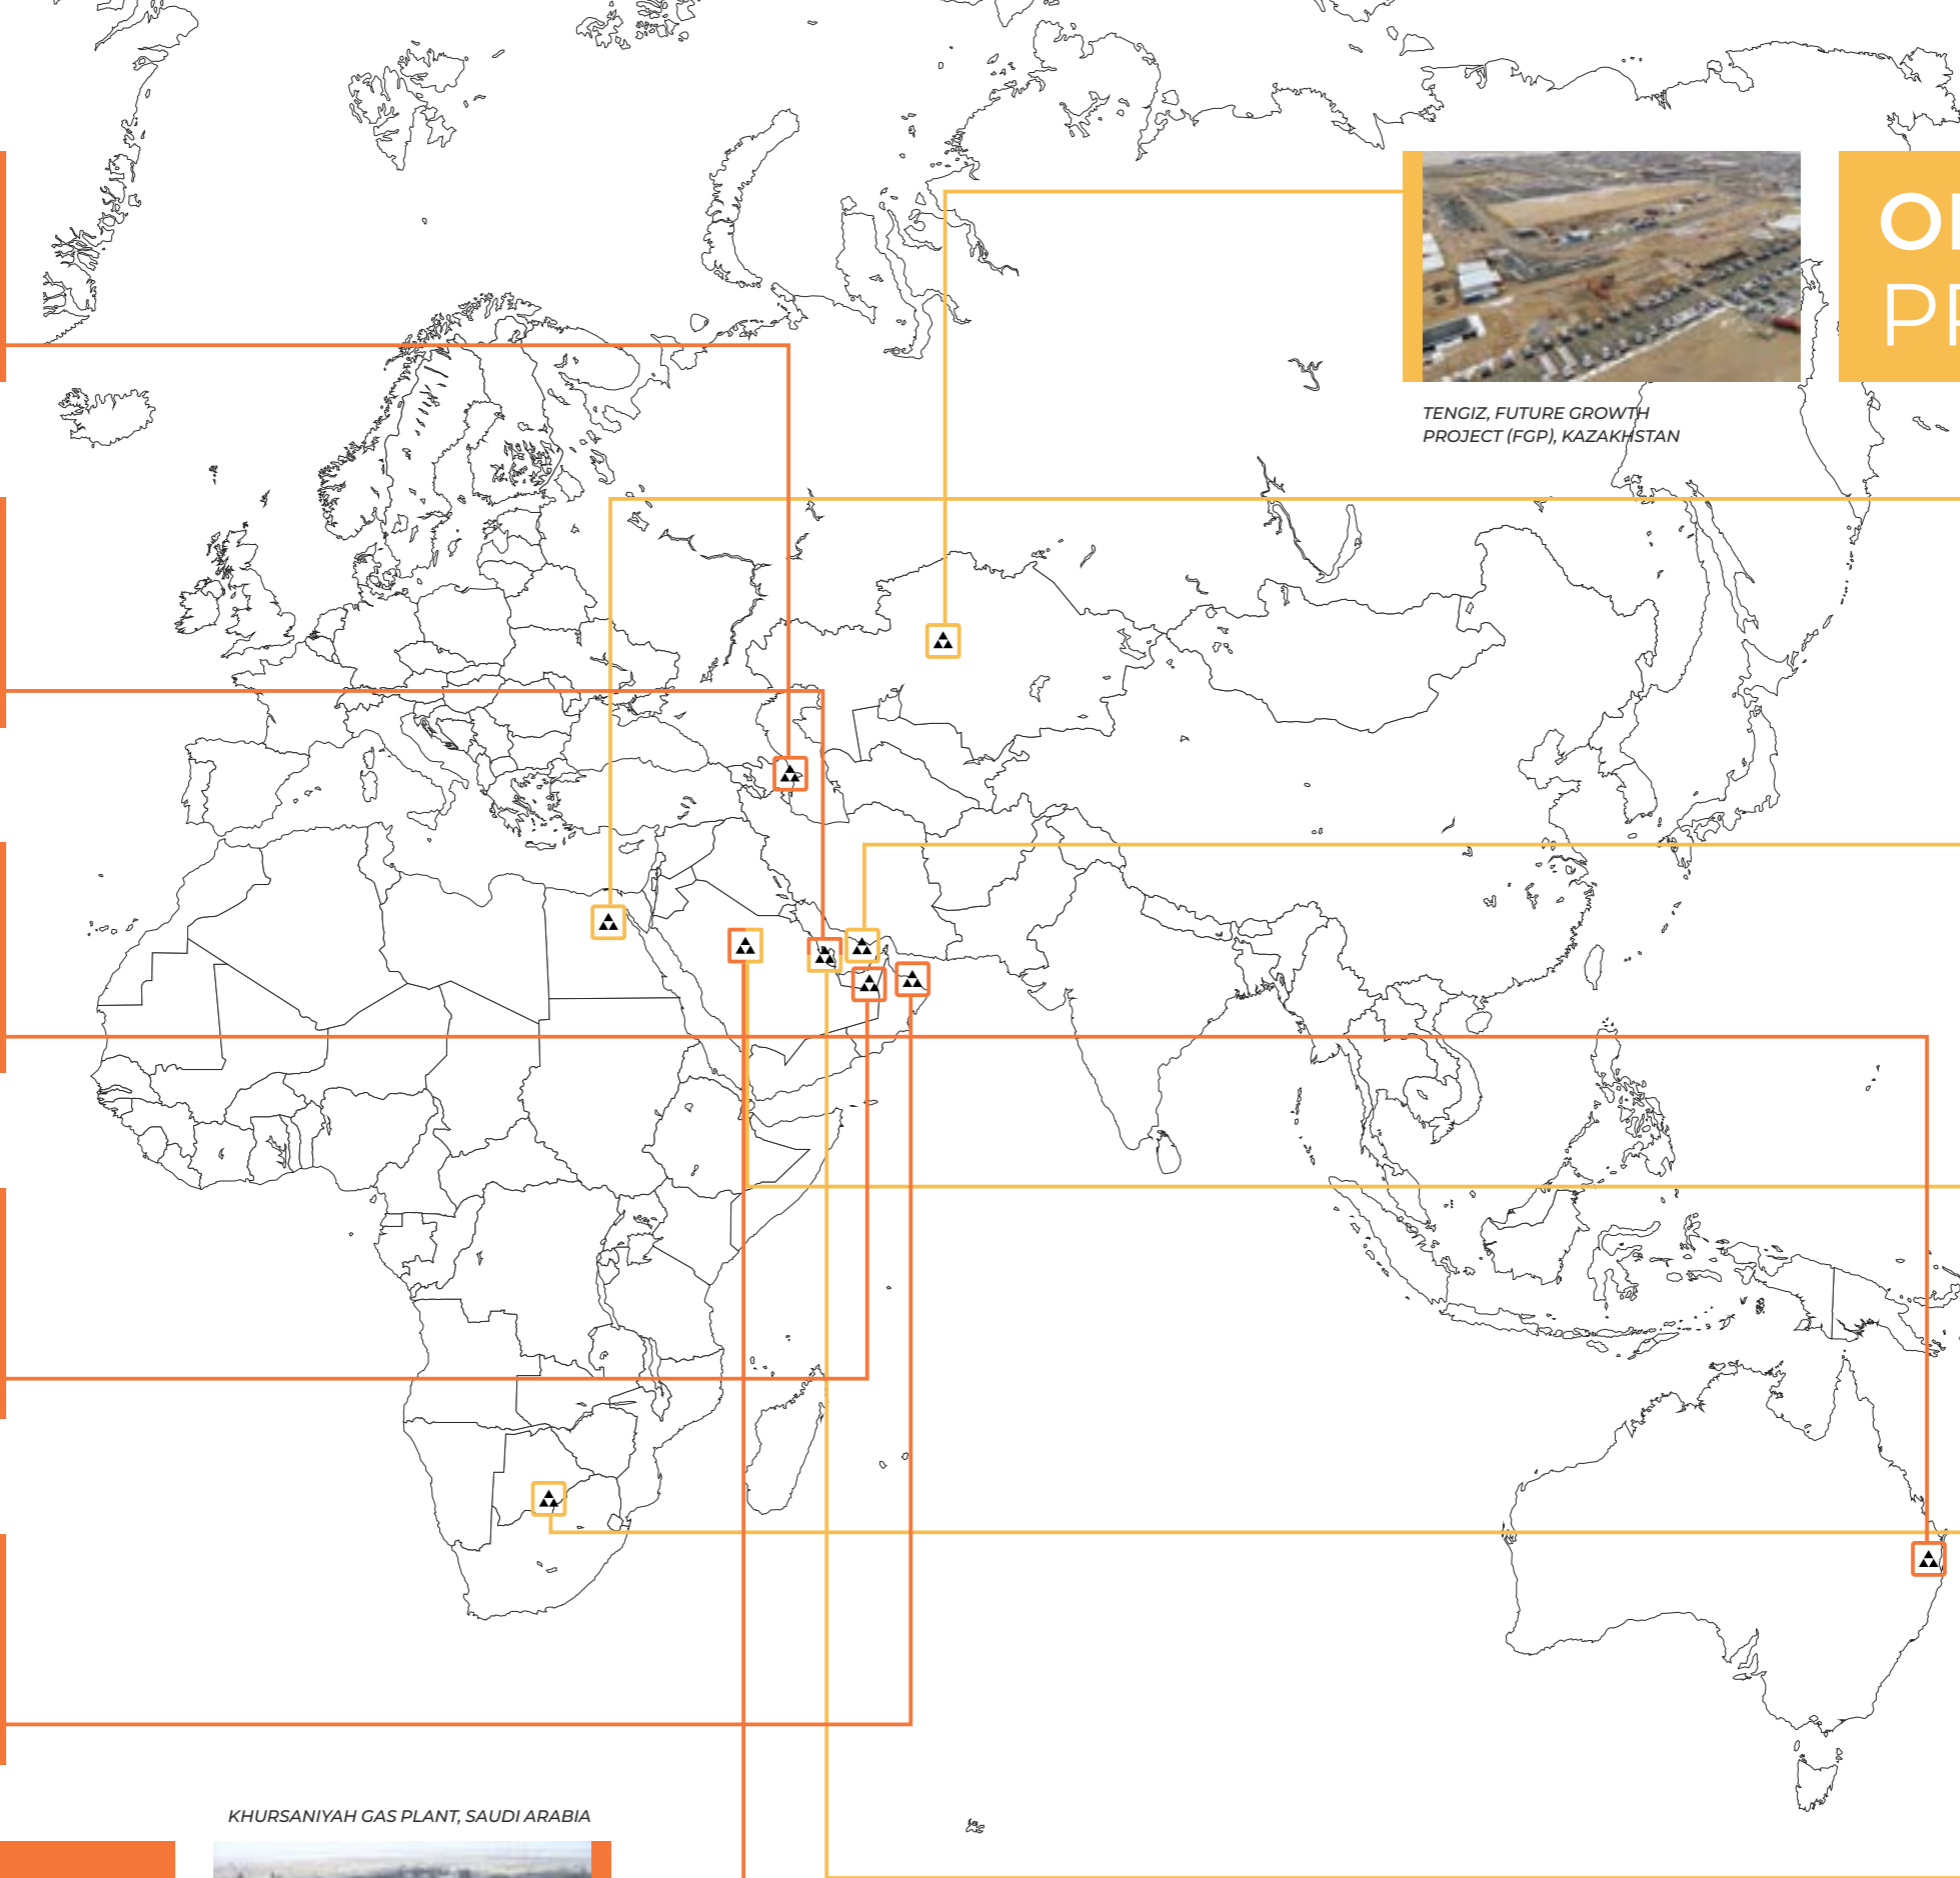 TENGIZ, FUTURE GROWTH
PROJECT (FGP), KAZAKHSTAN
KHURSANIYAH GAS PLANT, SAUDI ARABIA